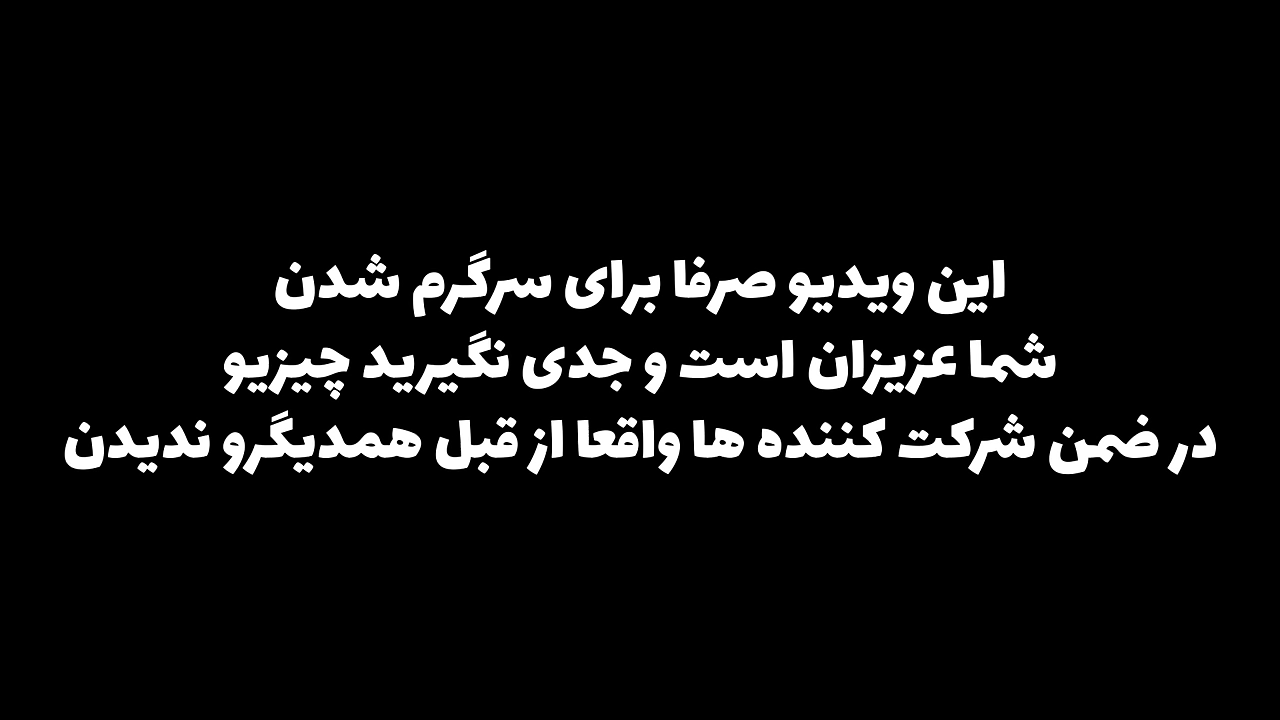 این ویدیو صرفا برای سرگرم شدن
شما عزیزان است و جدی نگیرید چیزیو
در ضمن شرکت کننده ها واقعا از قبل همدیگرو ندیدن